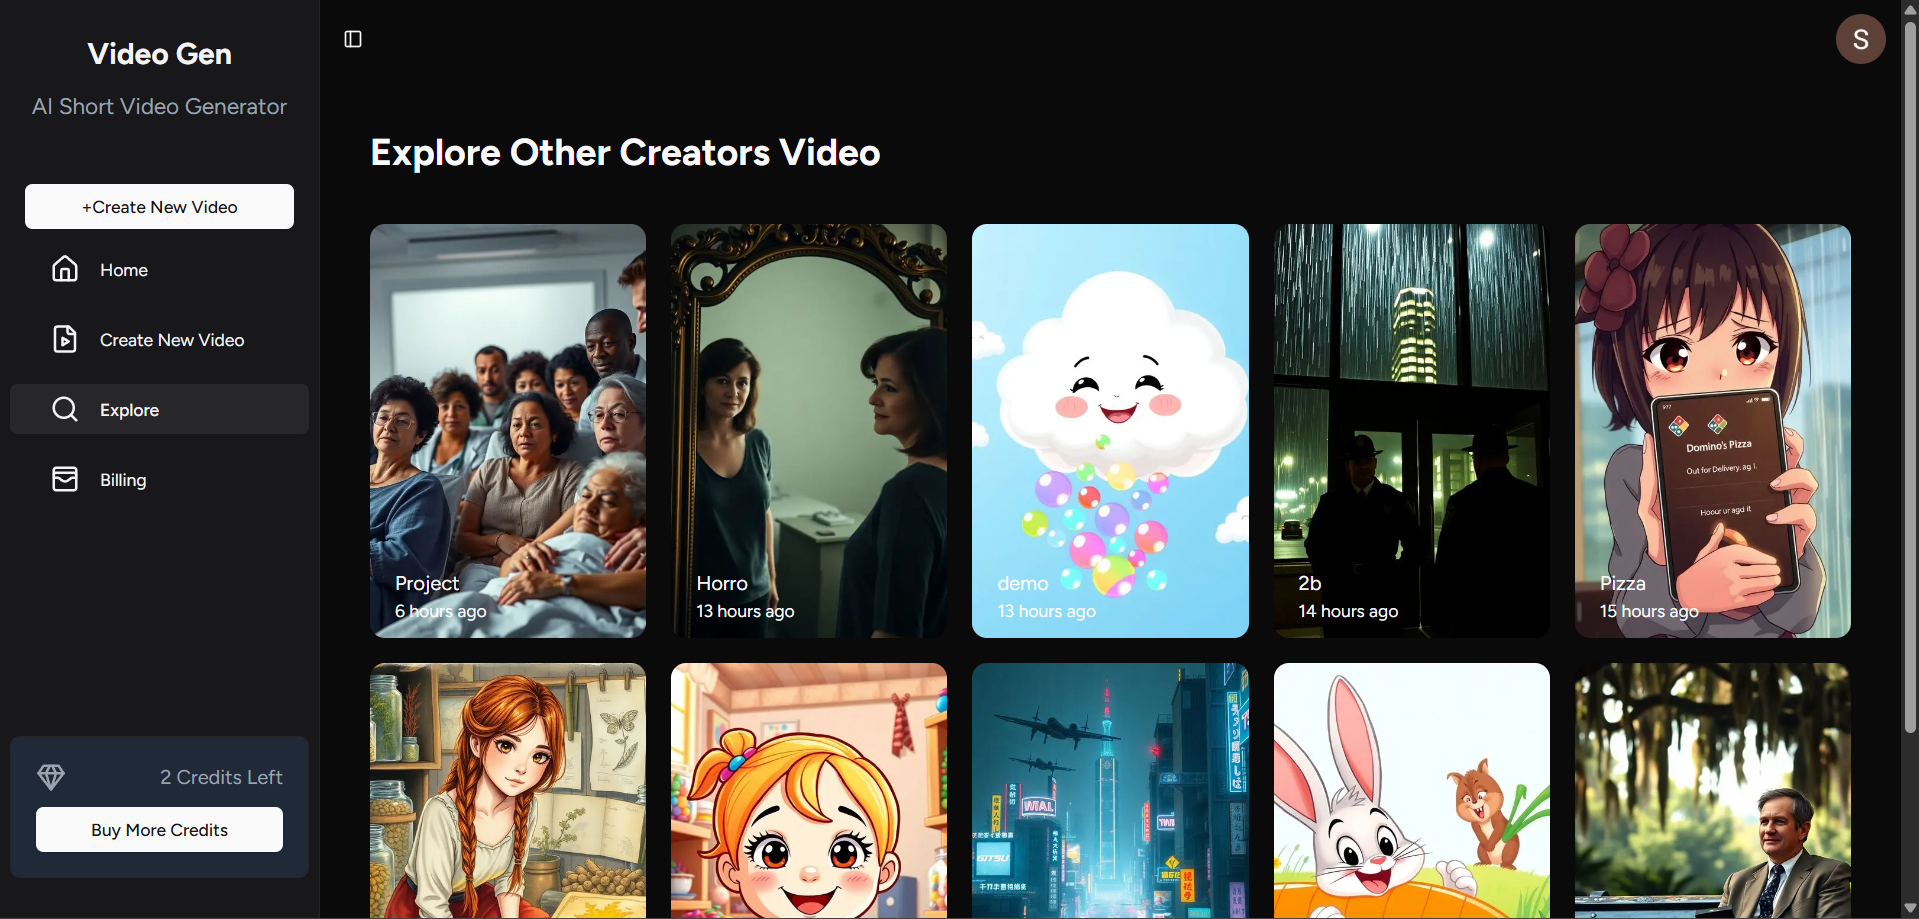 Video Gen
AI Short Video Generator
+Create New Video
Home
Create New Video
Explore
Billing
2 Credits Left
Buy More Credits
S
Explore Other Creators Video
Project
6 hours ago
Horro
13 hours ago
demo
13 hours ago
2b
14 hours ago
977
Domino's Pizza
Out for Delivery. ag l.
Hoour ur agd it
Pizza
15 hours ago
GITSU